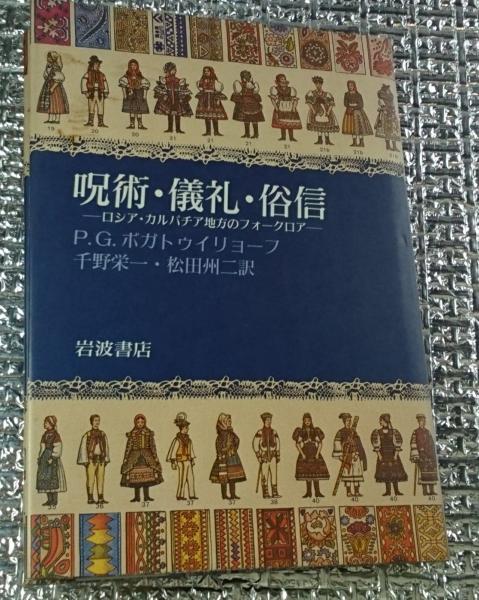 呪術・儀礼・俗信
―ロシア・カルパチア地方のフォークロア―
P.G.ボガトゥイリョーフ
千野栄一・松田州二訳
岩波書店